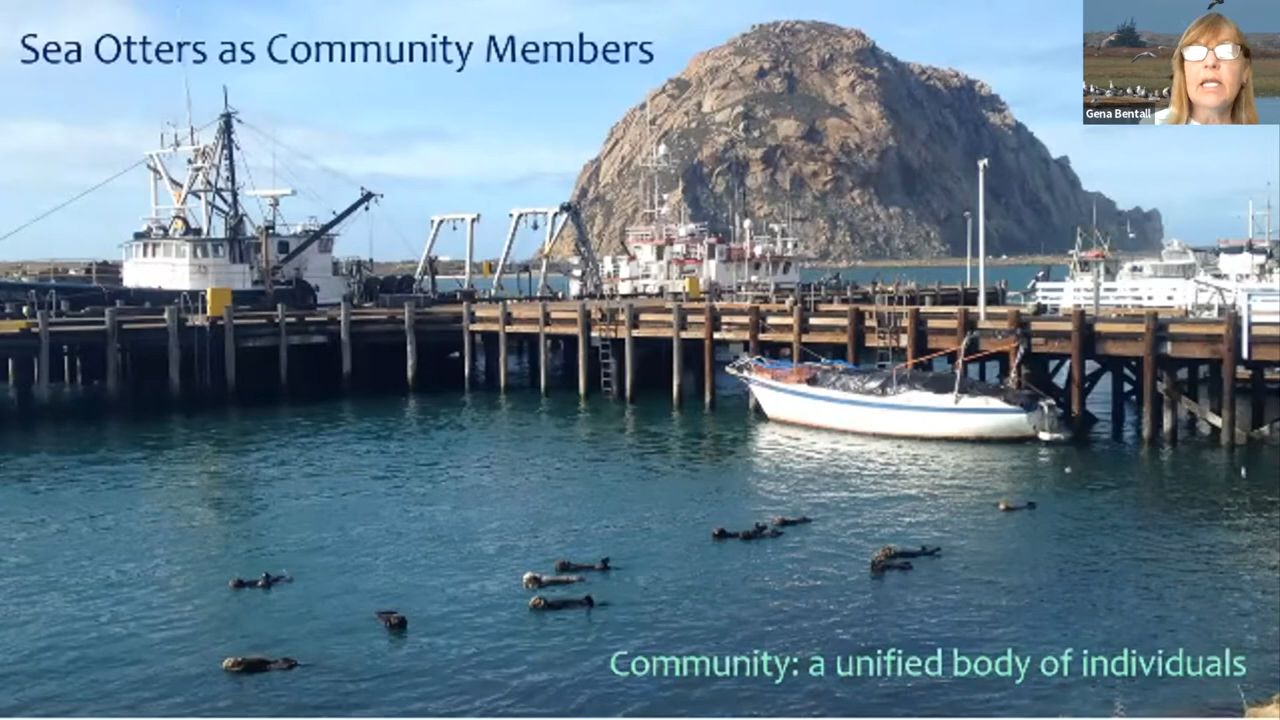 Sea Otters as Community Members
Gena Bentall
Community: a unified body of individuals